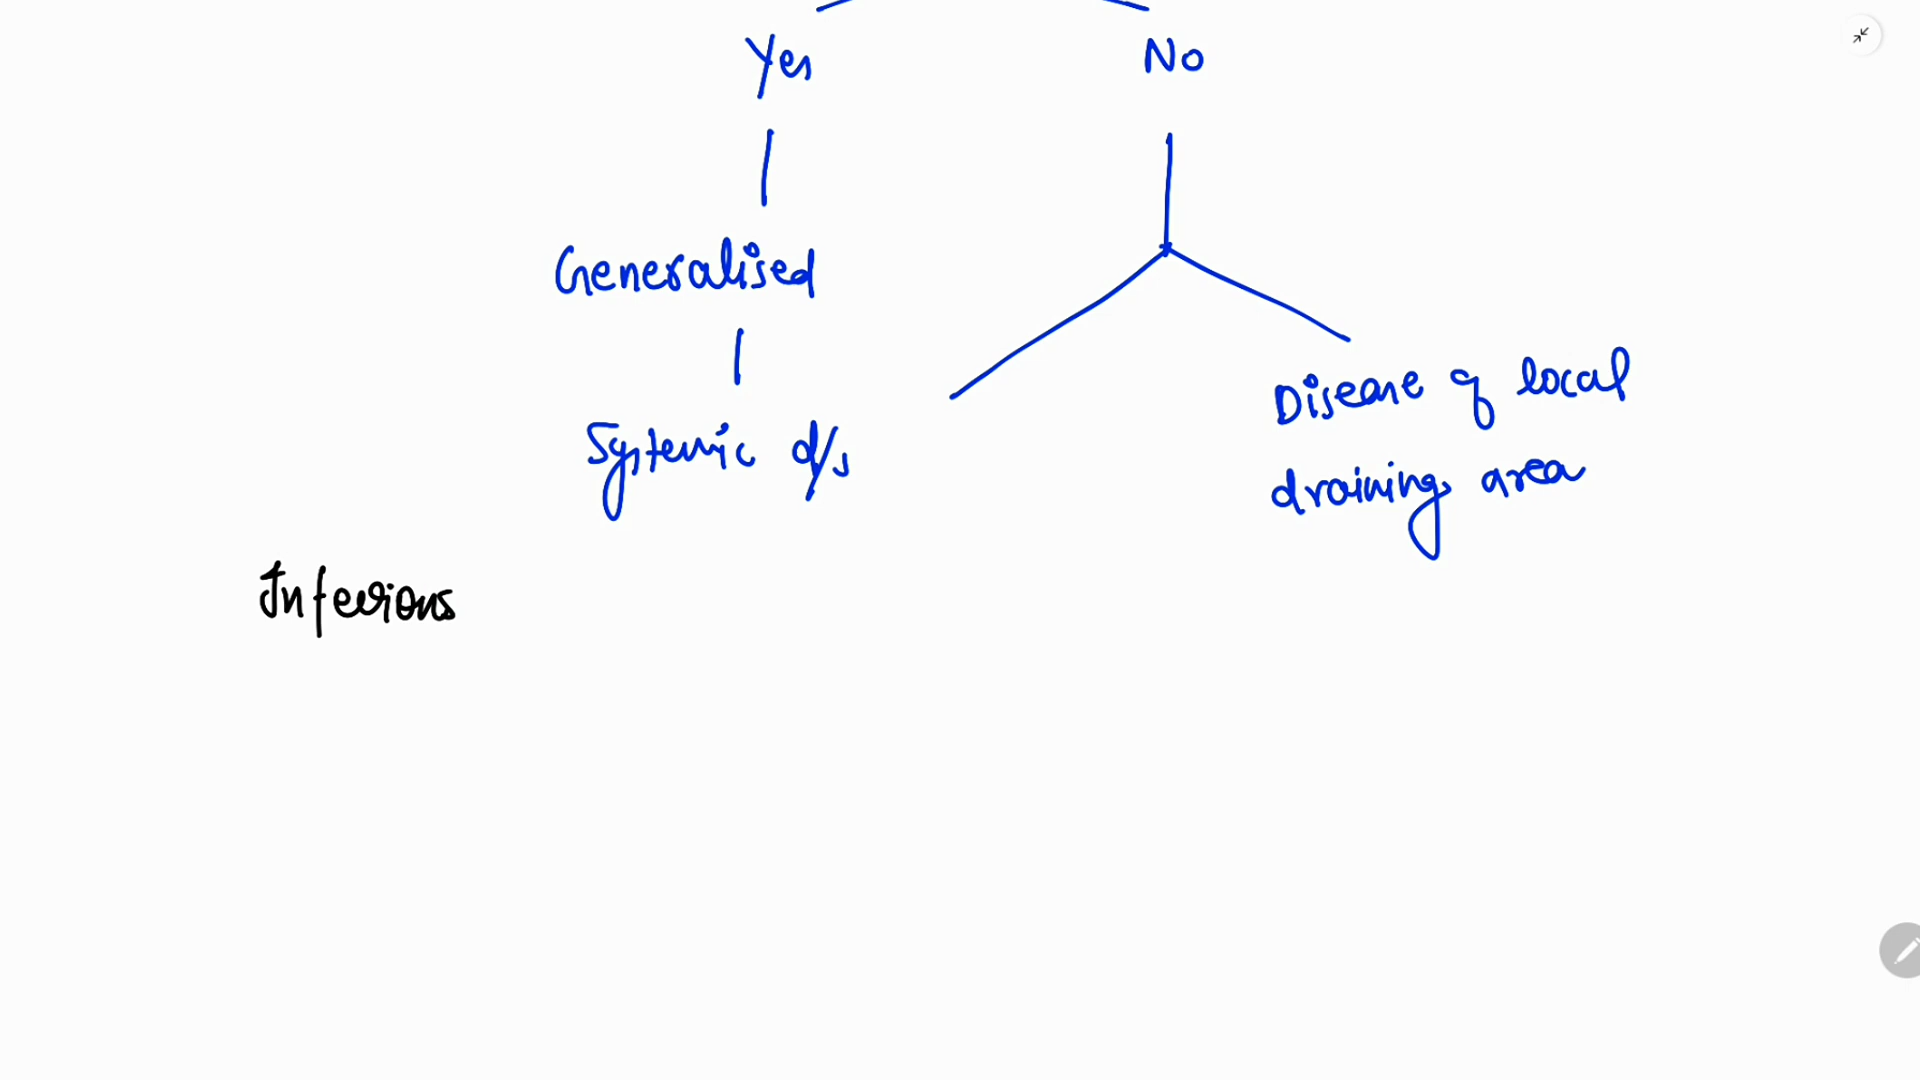 Yes
No
Generalised
Systemic d/s
Disease of local
draining area
Infections